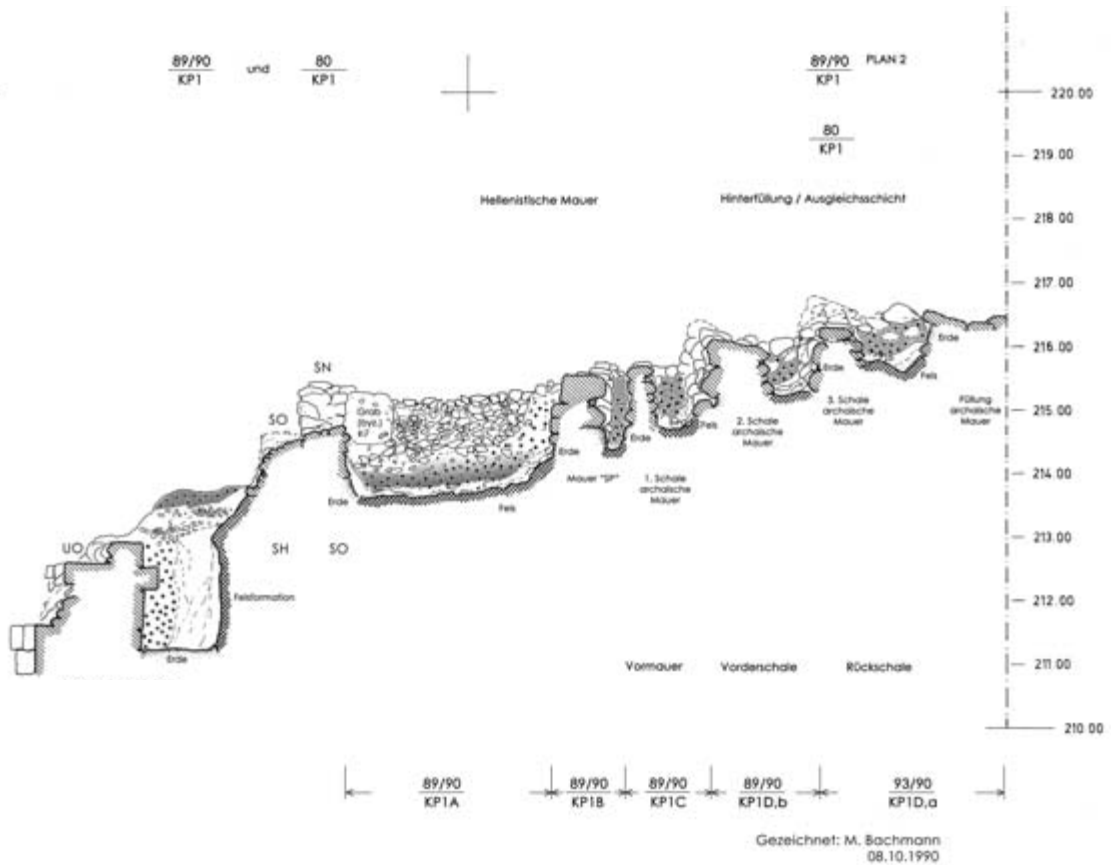 89/90
KP1
und
80
KP1
89/90
KP1
PLAN 2
220 00
80
KP1
219 00
Hellenistische Mauer
Hinterfüllung / Ausgleichsschicht
218 00
217 00
216 00
215 00
214 00
213 00
212 00
211 00
210 00
SN
SO
Grab
(byz.)
Erde
Erde
Fels
Erde
Mauer "SP"
Erde
1. Schale
archaische
Mauer
Fels
2. Schale
archaische
Mauer
Erde
3. Schale
archaische
Mauer
Fels
Erde
Füllung
archaische
Mauer
UO
SH
SO
Felsformation
Erde
Vormauer
Vorderschale
Rückschale
89/90
KP1A
89/90
KP1B
89/90
KP1C
89/90
KP1D,b
93/90
KP1D,a
Gezeichnet: M. Bachmann
08.10.1990